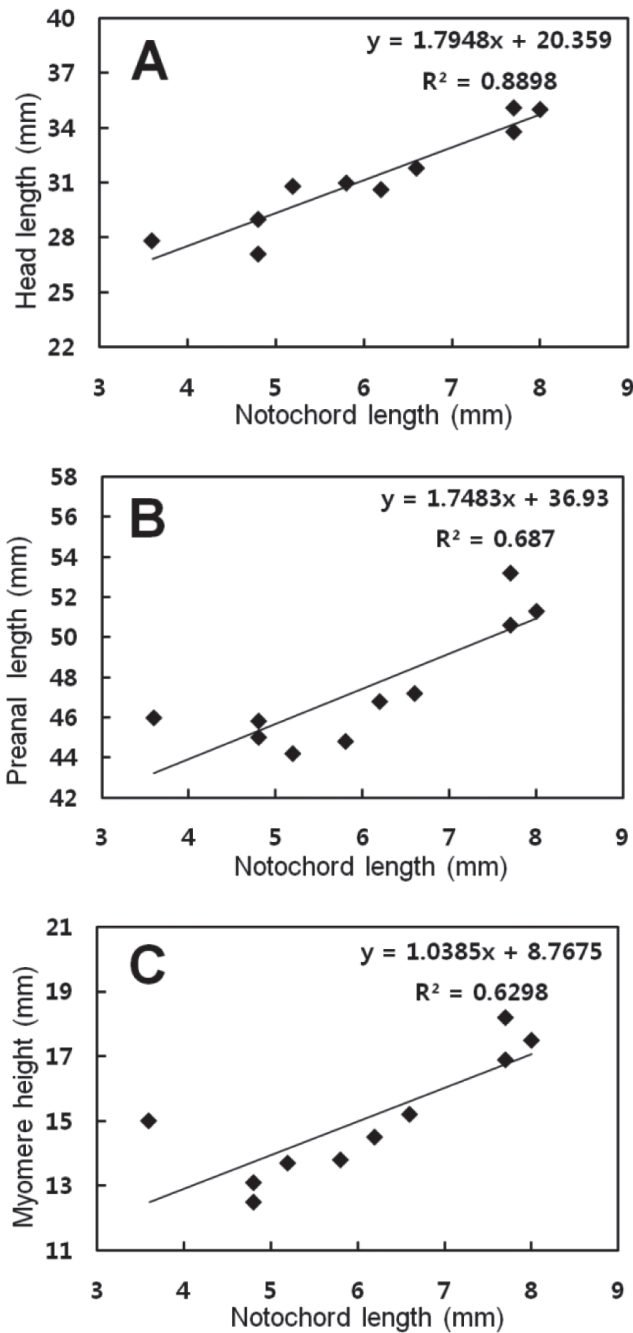 A
y = 1.7948x + 20.359
R² = 0.8898
Head length (mm)
40
37
34
31
28
25
22
3 4 5 6 7 8 9
Notochord length (mm)
B
y = 1.7483x + 36.93
R² = 0.687
Preanal length (mm)
58
56
54
52
50
48
46
44
42
3 4 5 6 7 8 9
Notochord length (mm)
C
y = 1.0385x + 8.7675
R² = 0.6298
Myomere height (mm)
21
19
17
15
13
11
3 4 5 6 7 8 9
Notochord length (mm)